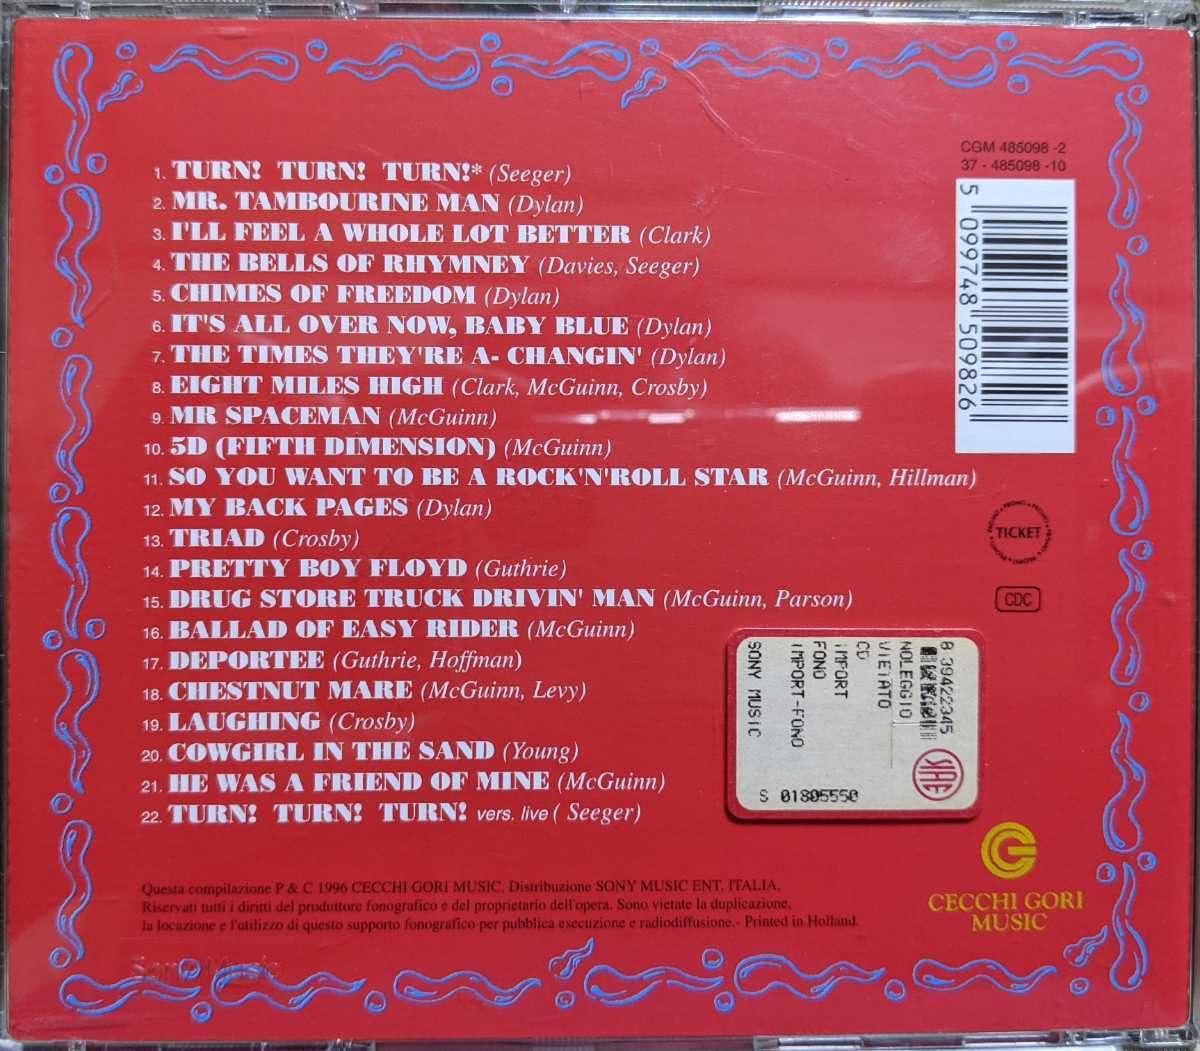 CGM 485098 -2
37 - 485098 -10
5 099748 509826
1. TURN! TURN! TURN!* (Seeger)
2. MR. TAMBOURINE MAN (Dylan)
3. I'LL FEEL A WHOLE LOT BETTER (Clark)
4. THE BELLS OF RHYMNEY (Davies, Seeger)
5. CHIMES OF FREEDOM (Dylan)
6. IT'S ALL OVER NOW, BABY BLUE (Dylan)
7. THE TIMES THEY'RE A- CHANGIN' (Dylan)
8. EIGHT MILES HIGH (Clark, McGuinn, Crosby)
9. MR SPACEMAN (McGuinn)
10. 5D (FIFTH DIMENSION) (McGuinn)
11. SO YOU WANT TO BE A ROCK'N'ROLL STAR (McGuinn, Hillman)
12. MY BACK PAGES (Dylan)
13. TRIAD (Crosby)
14. PRETTY BOY FLOYD (Guthrie)
15. DRUG STORE TRUCK DRIVIN' MAN (McGuinn, Parson)
16. BALLAD OF EASY RIDER (McGuinn)
17. DEPORTEE (Guthrie, Hoffman)
18. CHESTNUT MARE (McGuinn, Levy)
19. LAUGHING (Crosby)
20. COWGIRL IN THE SAND (Young)
21. HE WAS A FRIEND OF MINE (McGuinn)
22. TURN! TURN! TURN! vers. live ( Seeger)
TICKET
CDC
8 39422345
NOLEGGIO
VIETATO
CD
IMPORT
FONO
IMPORT-FONO
SONY MUSIC
SIAE
S 01805550
CECCHI GORI
MUSIC
Questa compilazione P & C 1996 CECCHI GORI MUSIC. Distribuzione SONY MUSIC ENT. ITALIA.
Riservati tutti i diritti del produttore fonografico e del proprietario dell'opera. Sono vietate la duplicazione,
la locazione e l'utilizzo di questo supporto fonografico per pubblica esecutzione e radiodiffusione.- Printed in Holland.